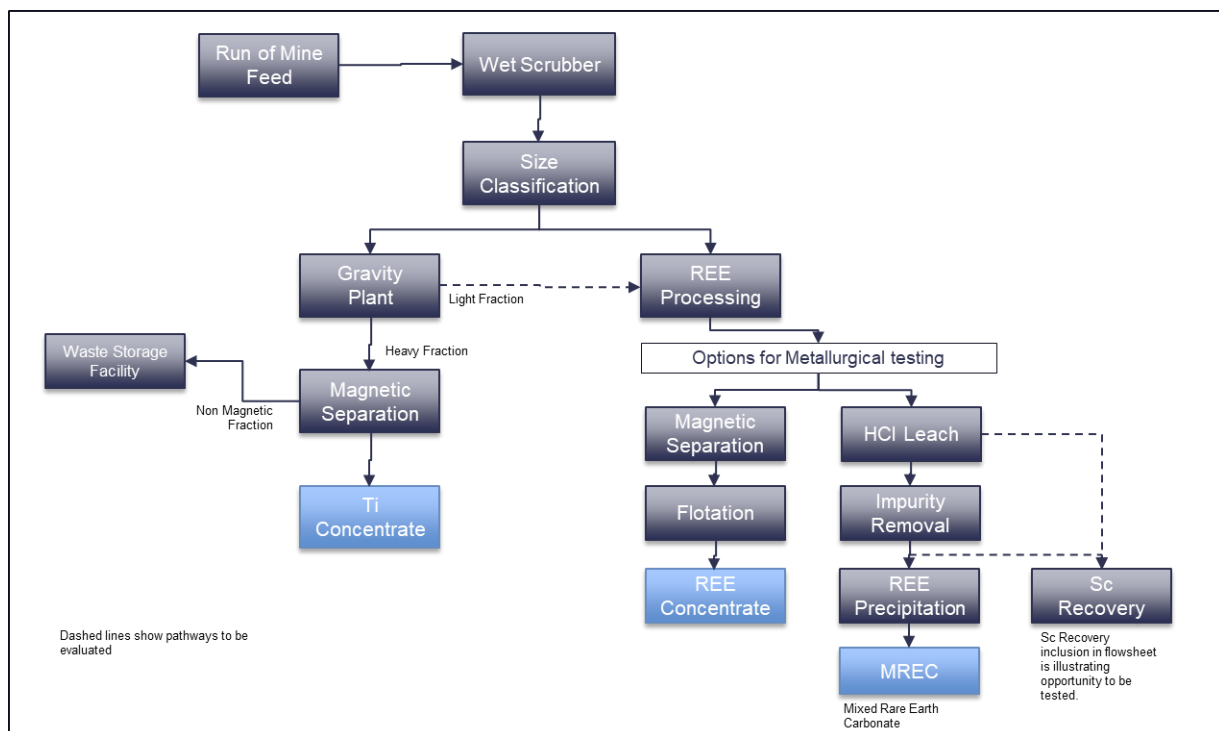 Run of Mine
Feed
Wet Scrubber
Size
Classification
Gravity
Plant
Light Fraction
REE
Processing
Heavy Fraction
Options for Metallurgical testing
Waste Storage
Facility
Non Magnetic
Fraction
Magnetic
Separation
Magnetic
Separation
HCl Leach
Ti
Concentrate
Flotation
Impurity
Removal
REE
Concentrate
REE
Precipitation
Sc
Recovery
Dashed lines show pathways to be
evaluated
Sc Recovery
inclusion in flowsheet
is illustrating
opportunity to be
tested.
MREC
Mixed Rare Earth
Carbonate